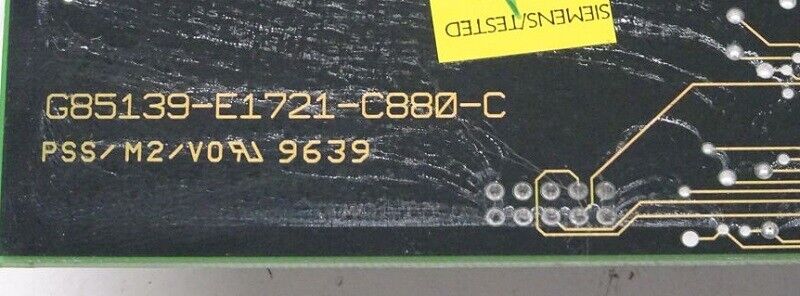 SIEMENS/TESTED
G85139-E1721-C880-C
PSS/M2/V0 9639